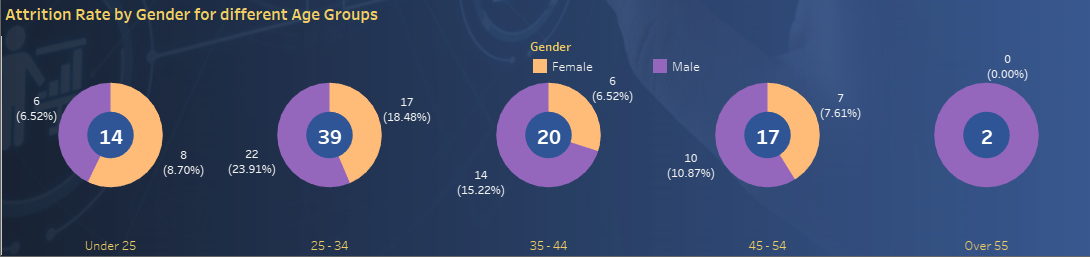 Attrition Rate by Gender for different Age Groups
Gender
Female
Male
6
(6.52%)
14
8
(8.70%)
Under 25
17
(18.48%)
39
22
(23.91%)
25 - 34
6
(6.52%)
20
14
(15.22%)
35 - 44
7
(7.61%)
17
10
(10.87%)
45 - 54
0
(0.00%)
2
Over 55